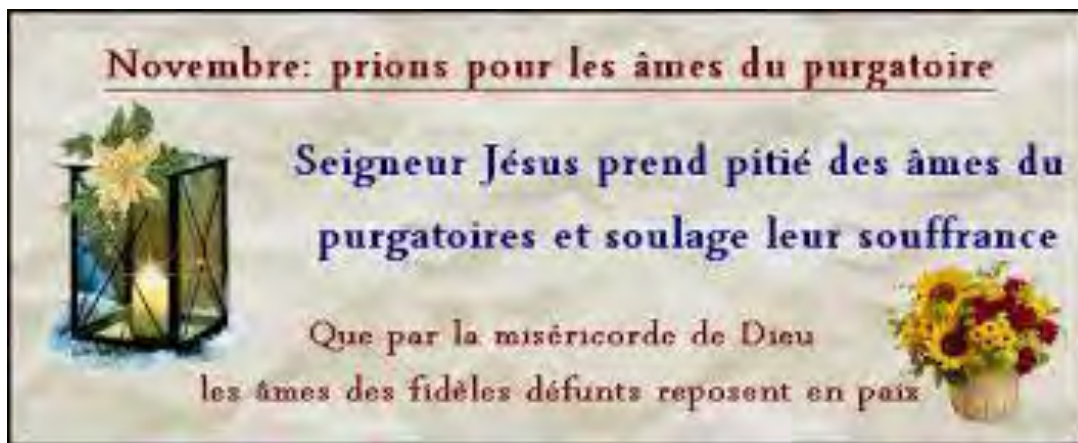 Novembre: prions pour les âmes du purgatoire
Seigneur Jésus prend pitié des âmes du
purgatoires et soulage leur souffrance
Que par la miséricorde de Dieu
les âmes des fidèles défunts reposent en paix